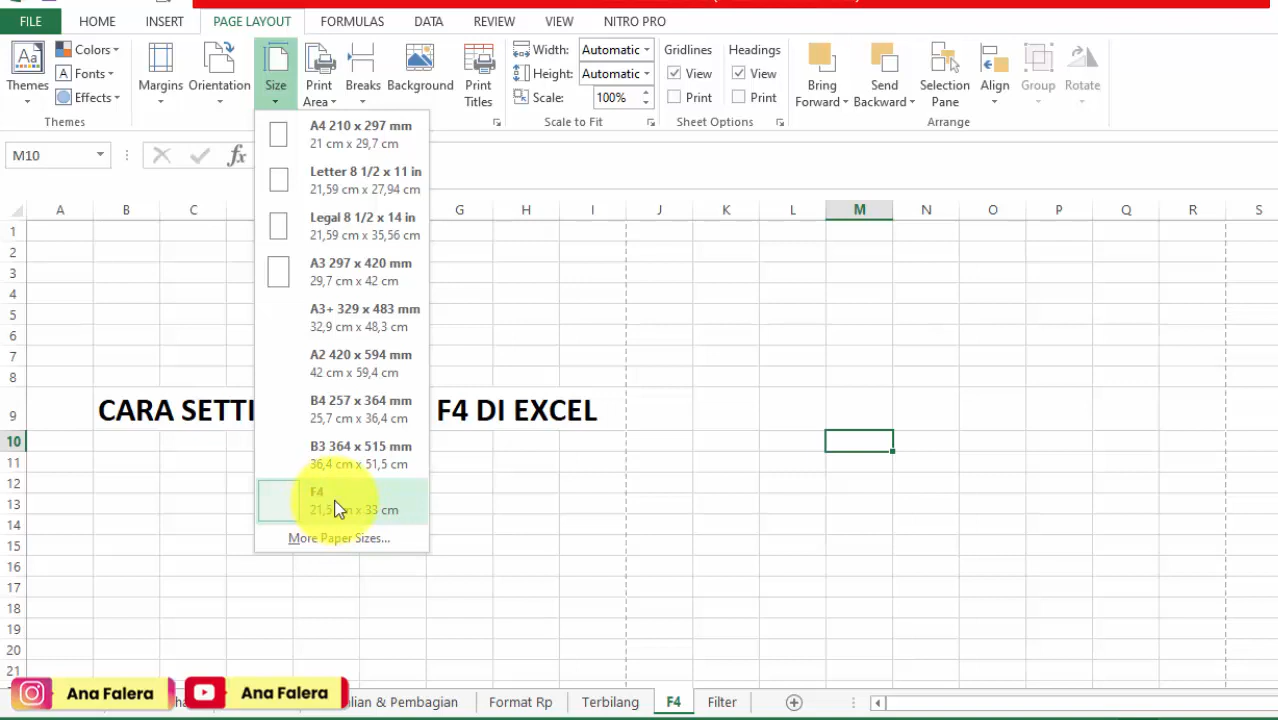 FILE HOME INSERT PAGE LAYOUT FORMULAS DATA REVIEW VIEW NITRO PRO
Themes
Colors
Fonts
Effects
Margins
Orientation
Size
Print Area
Breaks
Background
Print Titles
Width: Automatic
Height: Automatic
Scale: 100%
Gridlines
View
Print
Headings
View
Print
Bring Forward
Send Backward
Selection Pane
Align
Group
Rotate
Themes
Scale to Fit
Sheet Options
Arrange
M10
fx
A4 210 x 297 mm
21 cm x 29,7 cm
Letter 8 1/2 x 11 in
21,59 cm x 27,94 cm
Legal 8 1/2 x 14 in
21,59 cm x 35,56 cm
A3 297 x 420 mm
29,7 cm x 42 cm
A3+ 329 x 483 mm
32,9 cm x 48,3 cm
A2 420 x 594 mm
42 cm x 59,4 cm
B4 257 x 364 mm
25,7 cm x 36,4 cm
B3 364 x 515 mm
36,4 cm x 51,5 cm
F4
x 33 cm
More Paper Sizes...
A B C G H I J K L M N O P Q R S
1
2
3
4
5
6
7
8
9 CARA SETTI F4 DI EXCEL
10
11
12
13
14
15
16
17
18
19
20
21
Ana Falera
Ana Falera
& Pembagian Format Rp Terbilang F4 Filter